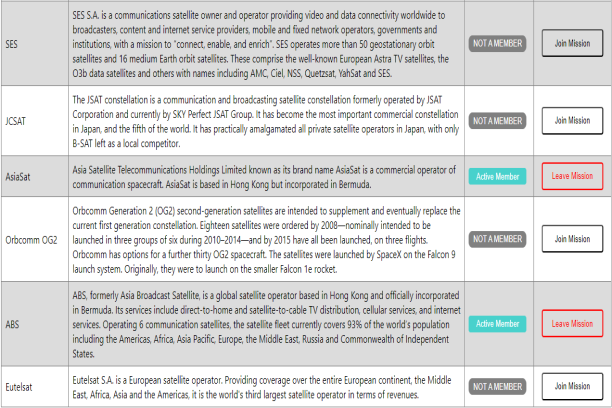 SES
SES S.A. is a communications satellite owner and operator providing video and data connectivity worldwide to
broadcasters, content and internet service providers, mobile and fixed network operators, governments and
institutions, with a mission to "connect, enable, and enrich". SES operates more than 50 geostationary orbit
satellites and 16 medium Earth orbit satellites. These comprise the well-known European Astra TV satellites, the
O3b data satellites and others with names including AMC, Ciel, NSS, Quetzsat, YahSat and SES.
NOT A MEMBER
Join Mission
JCSAT
The JSAT constellation is a communication and broadcasting satellite constellation formerly operated by JSAT
Corporation and currently by SKY Perfect JSAT Group. It has become the most important commercial constellation
in Japan, and the fifth of the world. It has practically amalgamated all private satellite operators in Japan, with only
B-SAT left as a local competitor.
NOT A MEMBER
Join Mission
AsiaSat
Asia Satellite Telecommunications Holdings Limited known as its brand name AsiaSat is a commercial operator of
communication spacecraft. AsiaSat is based in Hong Kong but incorporated in Bermuda.
Active Member
Leave Mission
Orbcomm OG2
Orbcomm Generation 2 (OG2) second-generation satellites are intended to supplement and eventually replace the
current first generation constellation. Eighteen satellites were ordered by 2008—nominally intended to be
launched in three groups of six during 2010–2014—and by 2015 have all been launched, on three flights.
Orbcomm has options for a further thirty OG2 spacecraft. The satellites were launched by SpaceX on the Falcon 9
launch system. Originally, they were to launch on the smaller Falcon 1e rocket.
NOT A MEMBER
Join Mission
ABS
ABS, formerly Asia Broadcast Satellite, is a global satellite operator based in Hong Kong and officially incorporated
in Bermuda. Its services include direct-to-home and satellite-to-cable TV distribution, cellular services, and internet
services. Operating 6 communication satellites, the satellite fleet currently covers 93% of the world's population
including the Americas, Africa, Asia Pacific, Europe, the Middle East, Russia and Commonwealth of Independent
States.
Active Member
Leave Mission
Eutelsat
Eutelsat S.A. is a European satellite operator. Providing coverage over the entire European continent, the Middle
East, Africa, Asia and the Americas, it is the world's third largest satellite operator in terms of revenues.
NOT A MEMBER
Join Mission